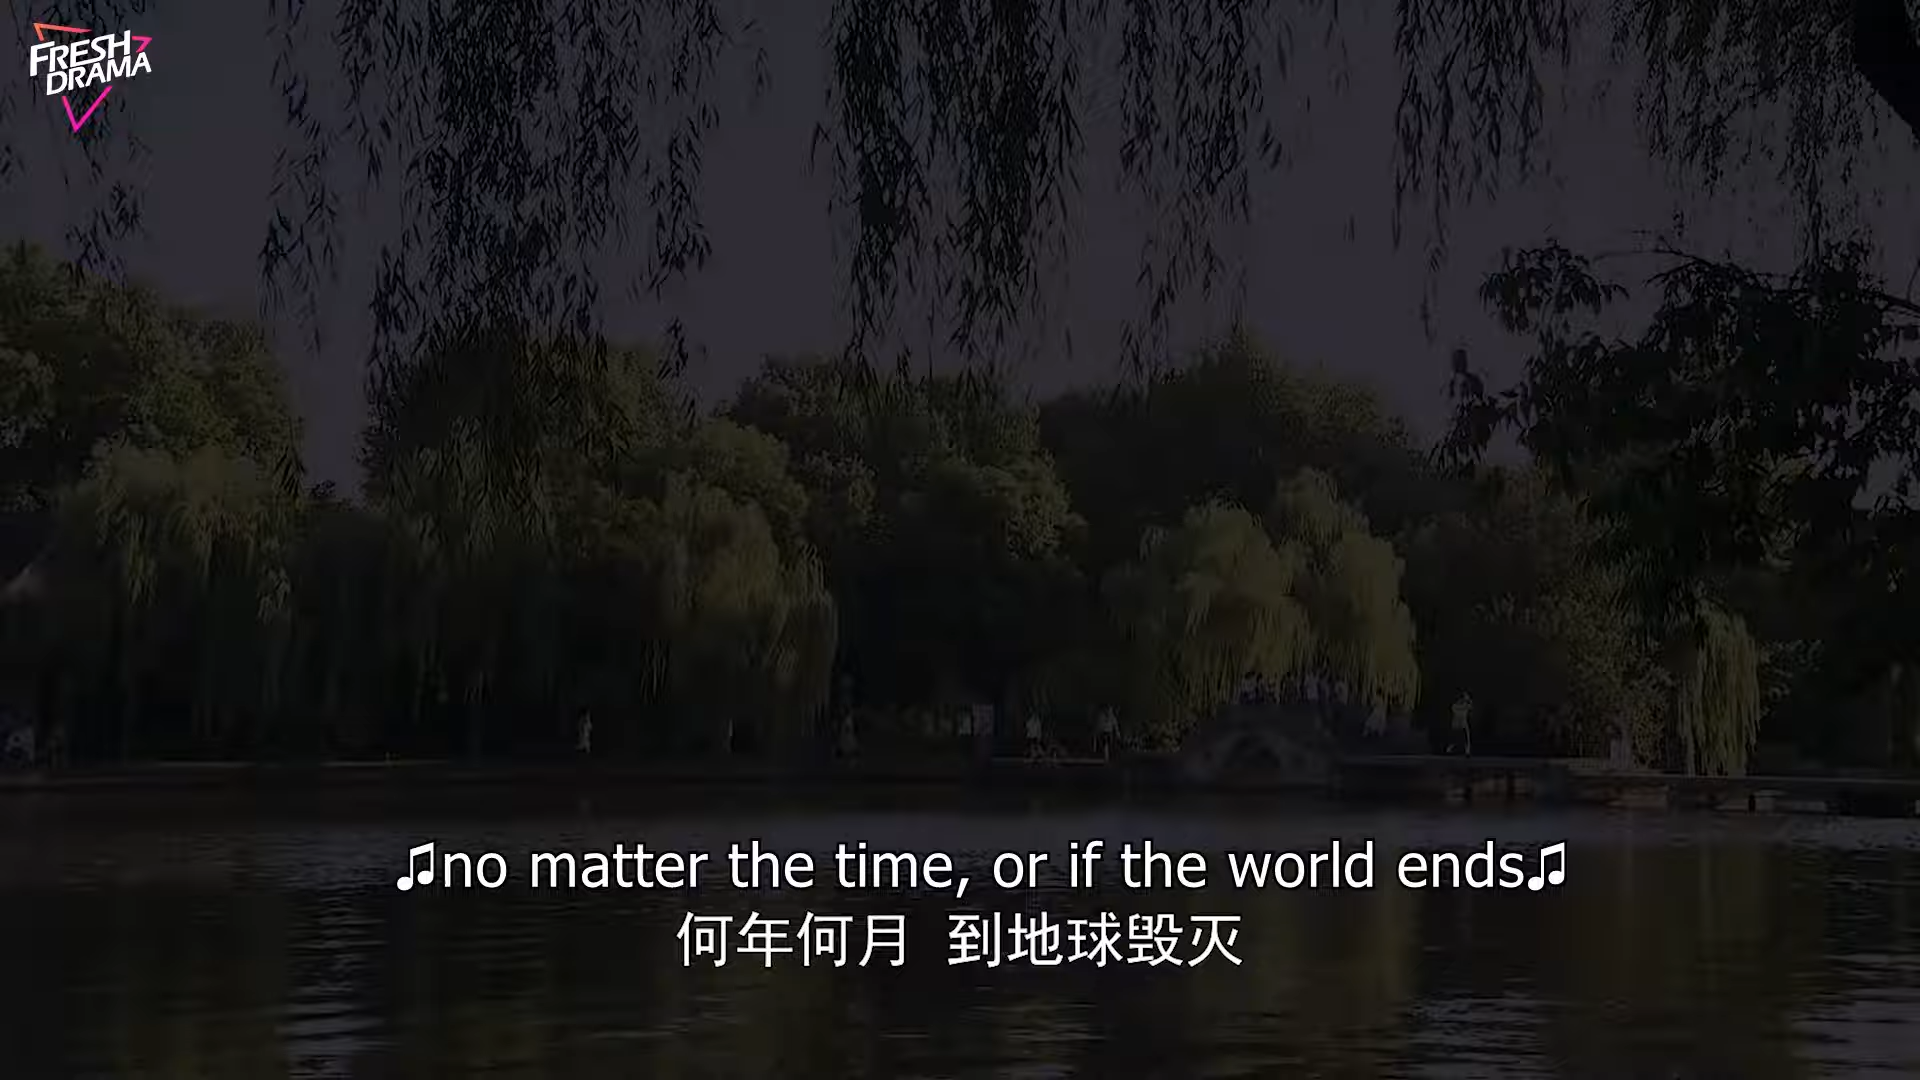 FRESH
DRAMA
♫no matter the time, or if the world ends♫
何年何月 到地球毁灭